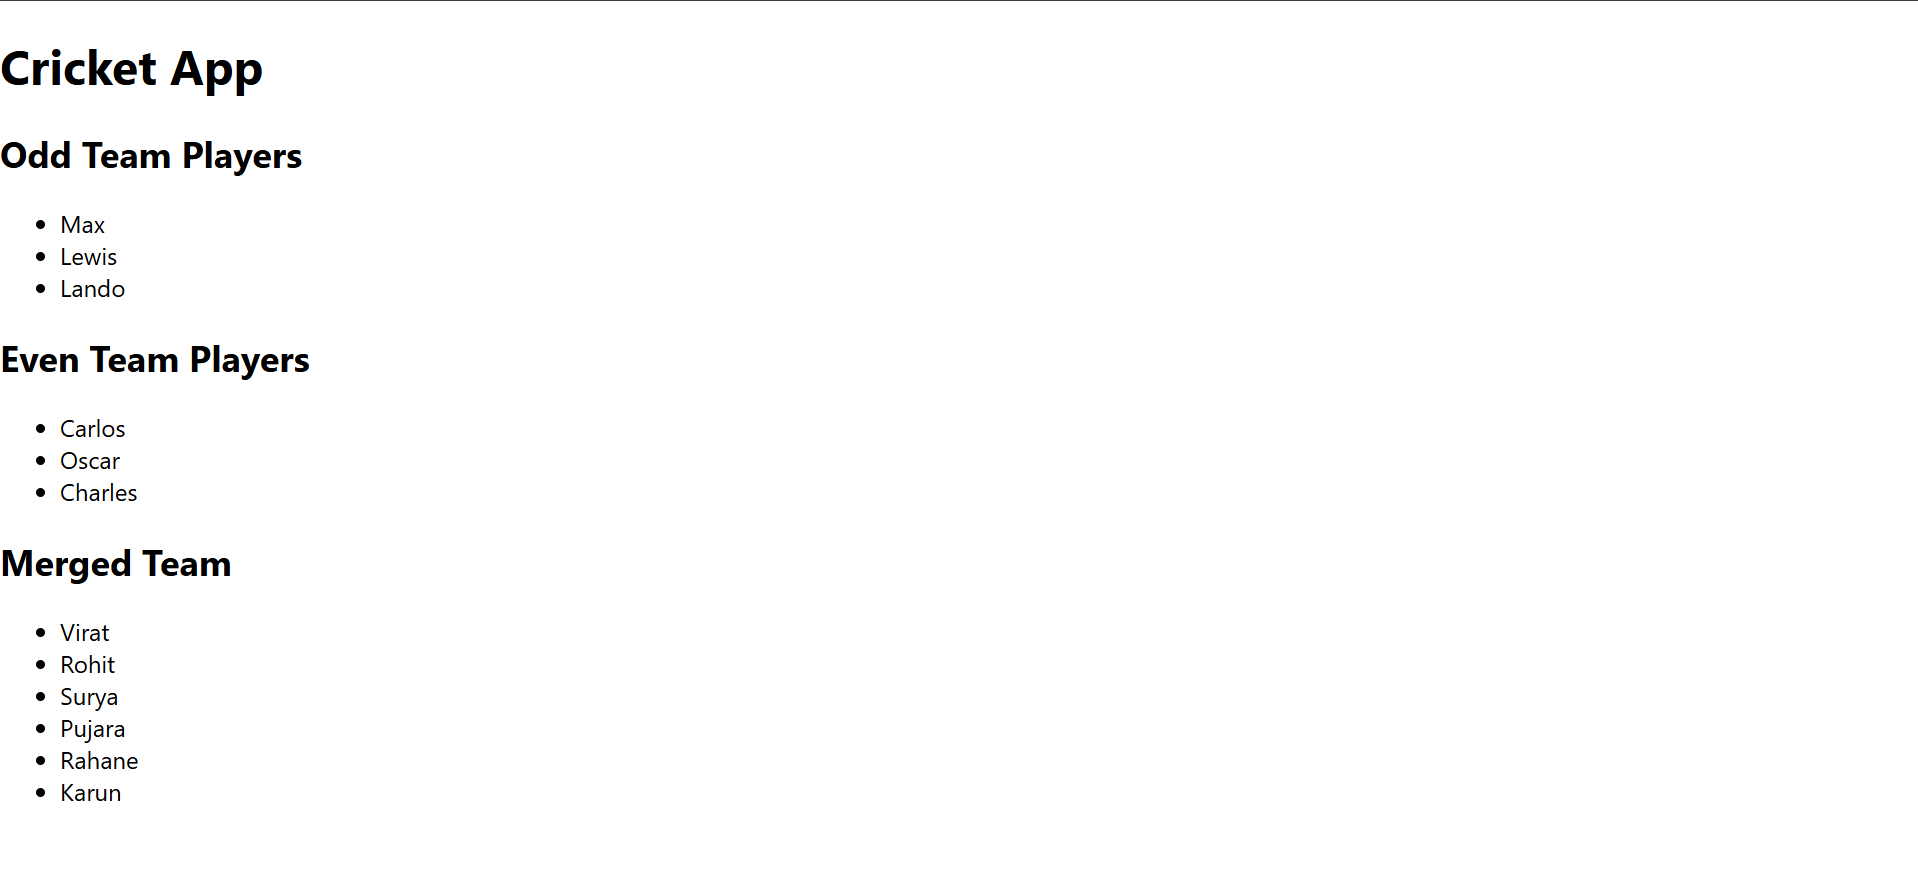 Cricket App
Odd Team Players
Max
Lewis
Lando
Even Team Players
Carlos
Oscar
Charles
Merged Team
Virat
Rohit
Surya
Pujara
Rahane
Karun